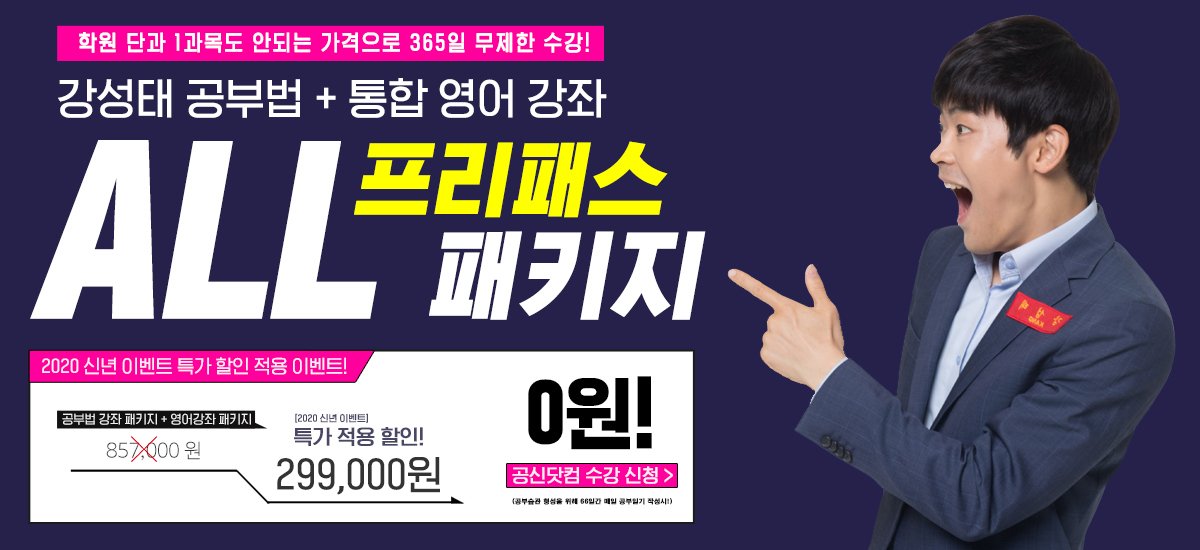 학원 단과 1과목도 안되는 가격으로 365일 무제한 수강!
강성태 공부법 + 통합 영어 강좌
ALL 프리패스
패키지
2020 신년 이벤트 특가 할인 적용 이벤트!
공부법 강좌 패키지 + 영어강좌 패키지
857,000 원
[2020 신년 이벤트]
특가 적용 할인!
299,000원
0원!
공신닷컴 수강 신청 >
(공부습관 형성을 위해 66일간 매일 공부일기 작성시!)